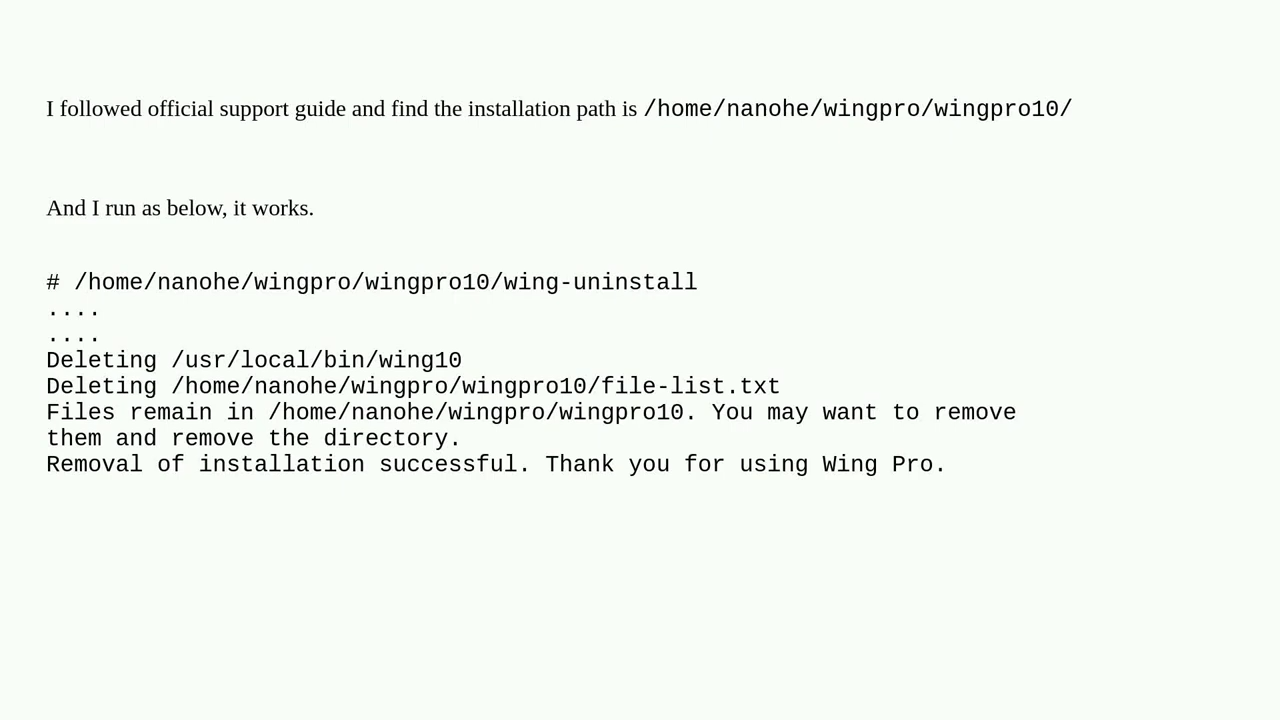 I followed official support guide and find the installation path is /home/nanohe/wingpro/wingpro10/
And I run as below, it works.
# /home/nanohe/wingpro/wingpro10/wing-uninstall
....
....
Deleting /usr/local/bin/wing10
Deleting /home/nanohe/wingpro/wingpro10/file-list.txt
Files remain in /home/nanohe/wingpro/wingpro10. You may want to remove
them and remove the directory.
Removal of installation successful. Thank you for using Wing Pro.